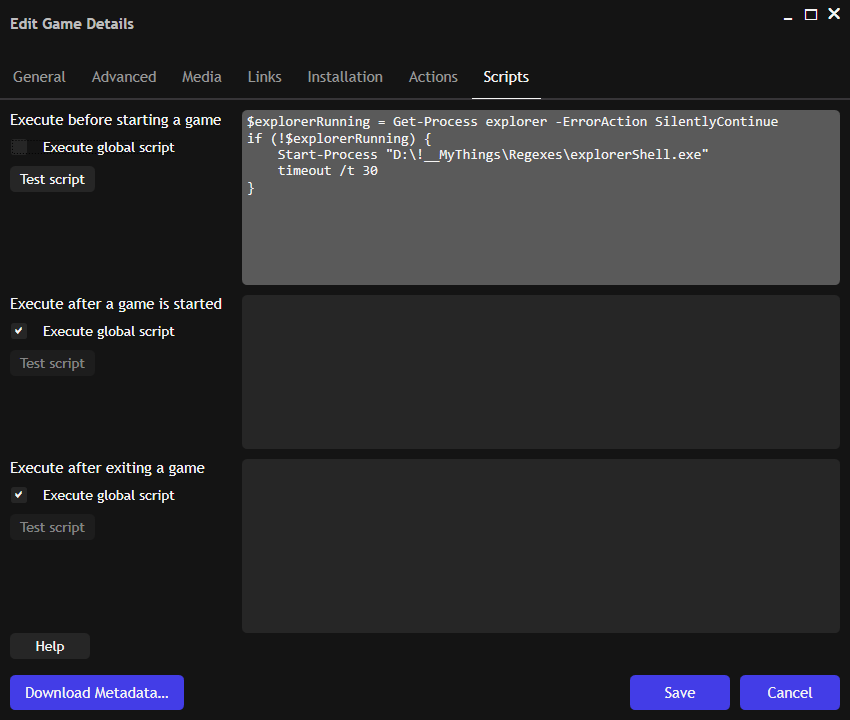 Edit Game Details
General Advanced Media Links Installation Actions Scripts
Execute before starting a game
Execute global script
Test script
$explorerRunning = Get-Process explorer -ErrorAction SilentlyContinue
if (!$explorerRunning) {
    Start-Process "D:\!__MyThings\Regexes\explorerShell.exe"
    timeout /t 30
}
Execute after a game is started
Execute global script
Test script
Execute after exiting a game
Execute global script
Test script
Help
Download Metadata... Save Cancel